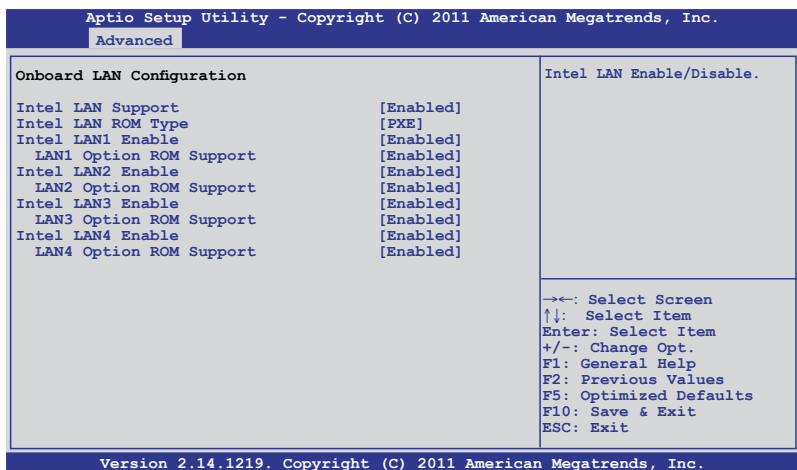 Aptio Setup Utility - Copyright (C) 2011 American Megatrends, Inc.
Advanced
Onboard LAN Configuration
Intel LAN Support [Enabled]
Intel LAN ROM Type [PXE]
Intel LAN1 Enable [Enabled]
LAN1 Option ROM Support [Enabled]
Intel LAN2 Enable [Enabled]
LAN2 Option ROM Support [Enabled]
Intel LAN3 Enable [Enabled]
LAN3 Option ROM Support [Enabled]
Intel LAN4 Enable [Enabled]
LAN4 Option ROM Support [Enabled]
Intel LAN Enable/Disable.
→←: Select Screen
↑↓: Select Item
Enter: Select Item
+/-: Change Opt.
F1: General Help
F2: Previous Values
F5: Optimized Defaults
F10: Save & Exit
ESC: Exit
Version 2.14.1219. Copyright (C) 2011 American Megatrends, Inc.